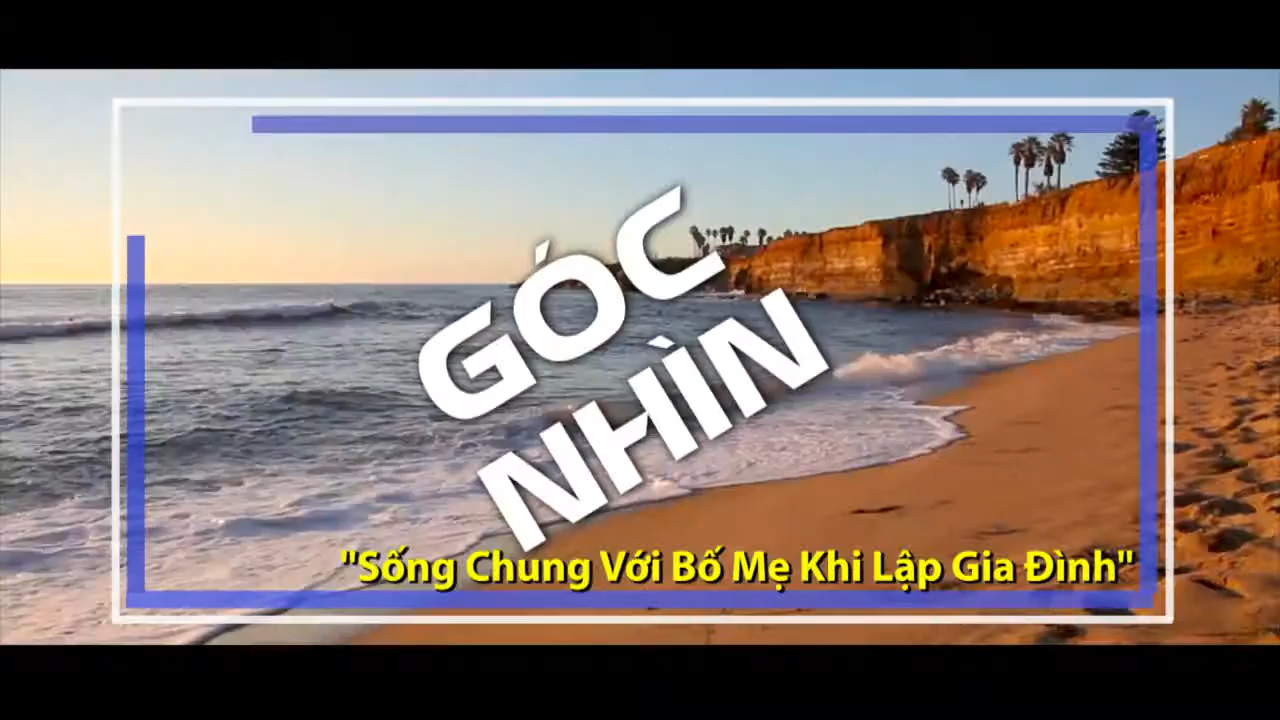 GÓC
NHÌN
"Sống Chung Với Bố Mẹ Khi Lập Gia Đình"